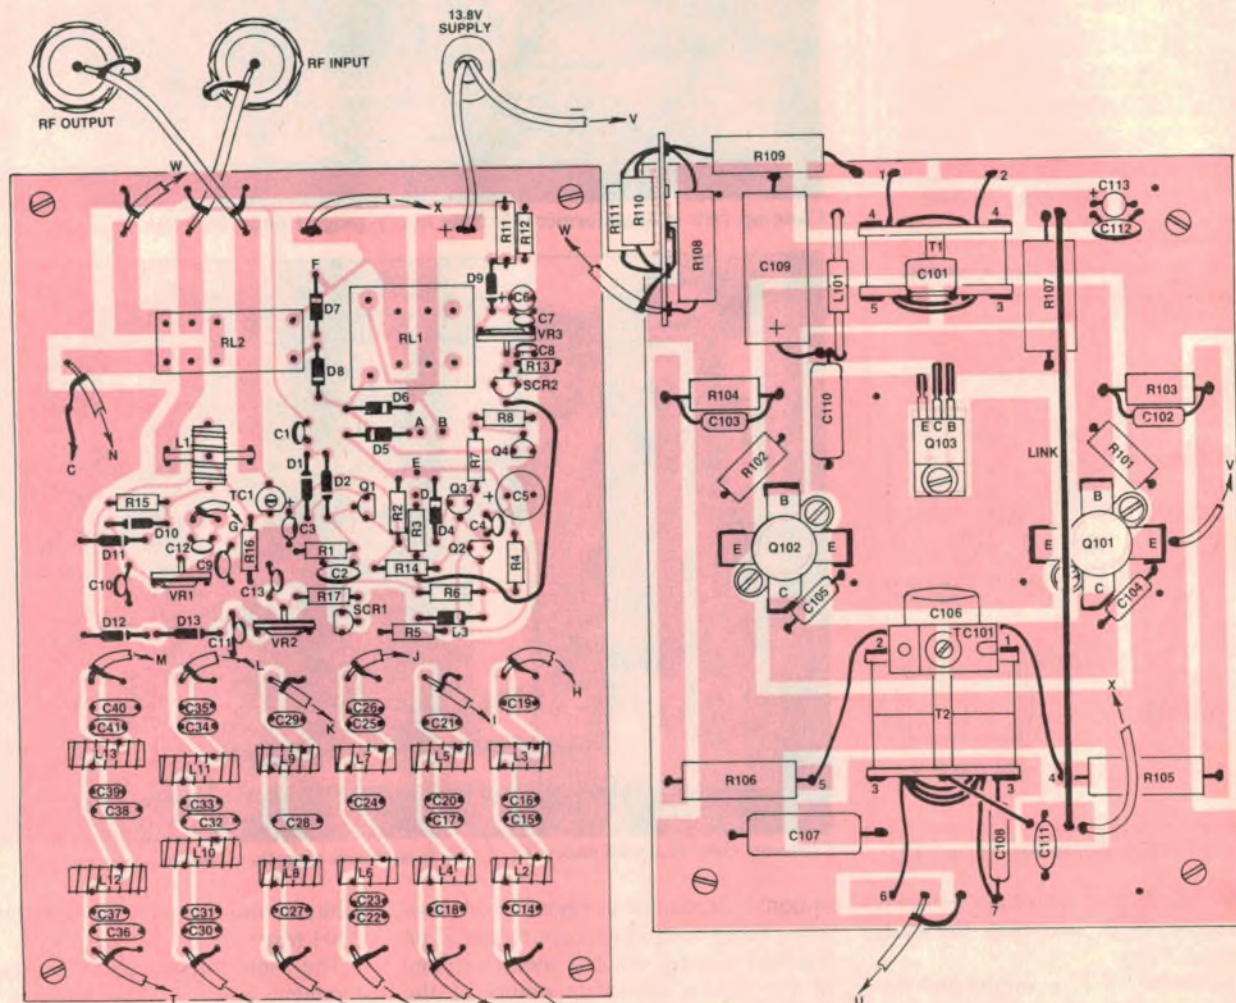 13.8V
SUPPLY
RF INPUT
RF OUTPUT
–
V
W
X
+
R11
R12
F
D9
+
C6
D7
C7
VR3
RL2
RL1
C8
R13
D8
SCR2
D6
R8
C1
D5
A
B
Q4
L1
R7
C
N
D1
E
D2
Q1
D
Q3
+
C5
TC1
+
R15
R2
G
C3
R3
D4
C4
D10
R16
Q2
D11
C12
R1
R4
C9
R14
C2
C10
VR1
C13
R17
R6
SCR1
D3
D12
D13
C11
VR2
R5
M
L
J
H
C40
C35
C26
C19
C41
C34
C29
K
C25
C21
I
L13
L11
L9
L7
L5
L3
C39
C33
C24
C20
C16
C38
C32
C28
C17
C15
L10
L12
L8
L6
L4
L2
C37
C31
C27
C23
C18
C14
C36
C30
C22
T
R109
R111
R110
1
2
C113
+
W
R108
4
4
C112
T1
C109
L101
C101
R107
5
3
+
R104
R103
C103
C110
E
C
B
C102
Q103
R102
LINK
R101
V
B
B
E
Q102
E
E
Q101
E
C
C
C105
C104
C106
2
TC101
1
X
T2
R106
5
3
3
4
R105
C107
C108
C111
6
7
U